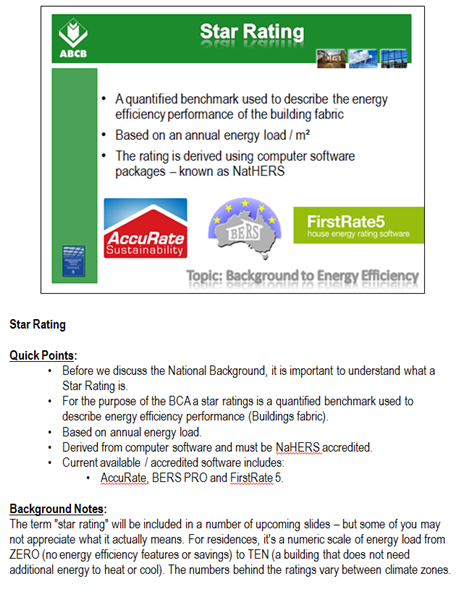 ABCB
Star Rating
• A quantified benchmark used to describe the energy
efficiency performance of the building fabric
• Based on an annual energy load / m²
• The rating is derived using computer software
packages – known as NatHERS
AccuRate
Sustainability
BERS
FirstRate5
house energy rating software
Topic: Background to Energy Efficiency
Star Rating
Quick Points:
• Before we discuss the National Background, it is important to understand what a
Star Rating is.
• For the purpose of the BCA a star ratings is a quantified benchmark used to
describe energy efficiency performance (Buildings fabric).
• Based on annual energy load.
• Derived from computer software and must be NaHERS accredited.
• Current available / accredited software includes:
• AccuRate, BERS PRO and FirstRate 5.
Background Notes:
The term "star rating" will be included in a number of upcoming slides – but some of you may
not appreciate what it actually means. For residences, it's a numeric scale of energy load from
ZERO (no energy efficiency features or savings) to TEN (a building that does not need
additional energy to heat or cool). The numbers behind the ratings vary between climate zones.